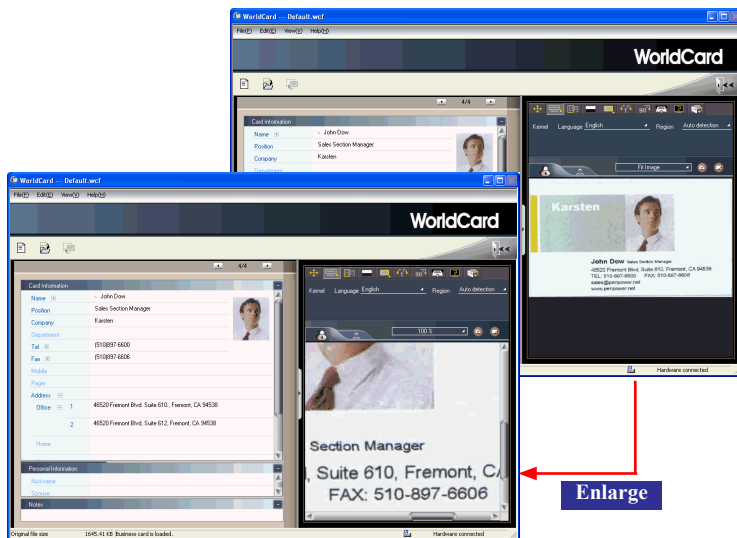 WorldCard --- Default.wcf
File(F) Edit(E) View(V) Help(H)
WorldCard
4/4
Card Information
Name
John Dow
Position
Sales Section Manager
Company
Karsten
Department
Kernel Language English Region Auto detection
Fit Image
Karsten
John Dow Sales Section Manager
46520 Fremont Blvd, Suite 610, Fremont, CA 94538
TEL: 510-897-6600 FAX: 510-897-6606
sales@penpower.net
www.penpower.net
Hardware connected
WorldCard --- Default.wcf
File(F) Edit(E) View(V) Help(H)
WorldCard
4/4
Card Information
Name John Dow
Position Sales Section Manager
Company Karsten
Department
Tel (510)897-6600
Fax (510)897-6606
Mobile
Pager
Address
Office 1 46520 Fremont Blvd. Suite 610,, Fremont, CA 94538
2 46520 Fremont Blvd, Suite 612, Fremont, CA 94538
Home
Personal Information
Nickname
Spouse
Notes
Kernel Language English Region Auto detection
100 %
Section Manager
, Suite 610, Fremont, CA
FAX: 510-897-6606
Original file size 1645.41 KB Business card is loaded. Hardware connected
Enlarge